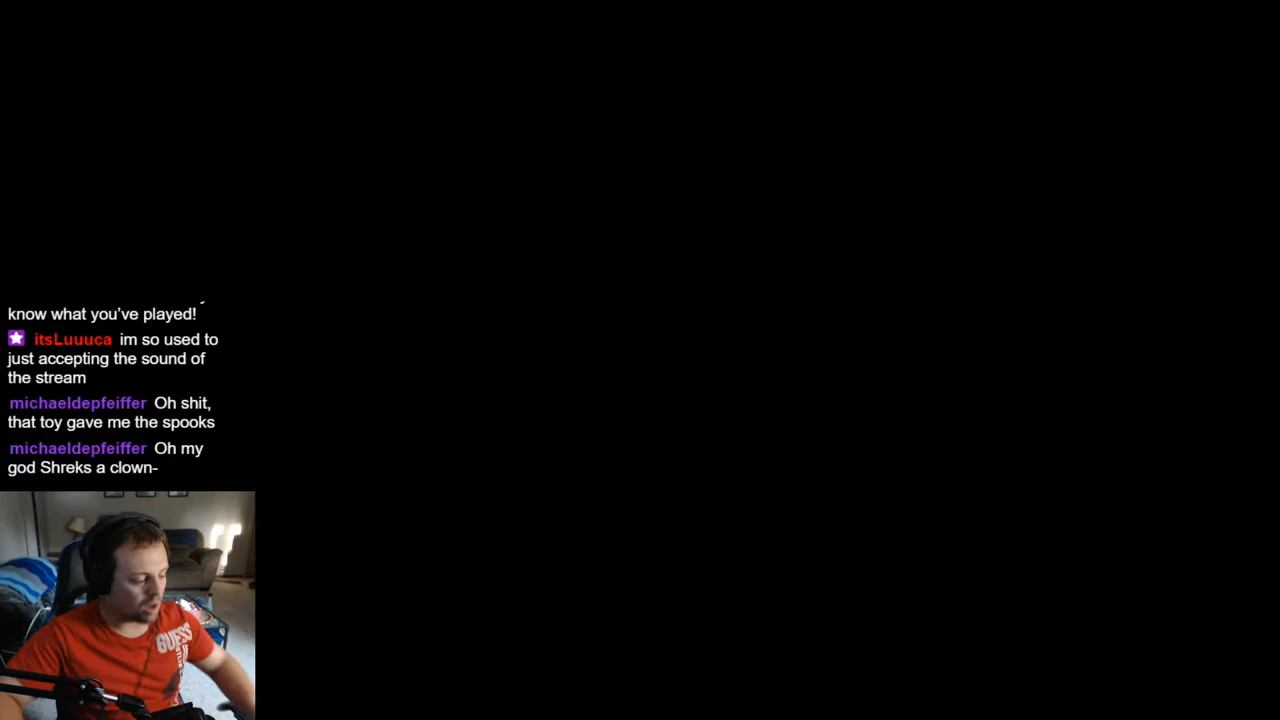 know what you’ve played!
itsLuuuca im so used to
just accepting the sound of
the stream
michaeldepfeiffer Oh shit,
that toy gave me the spooks
michaeldepfeiffer Oh my
god Shreks a clown-
GUESS